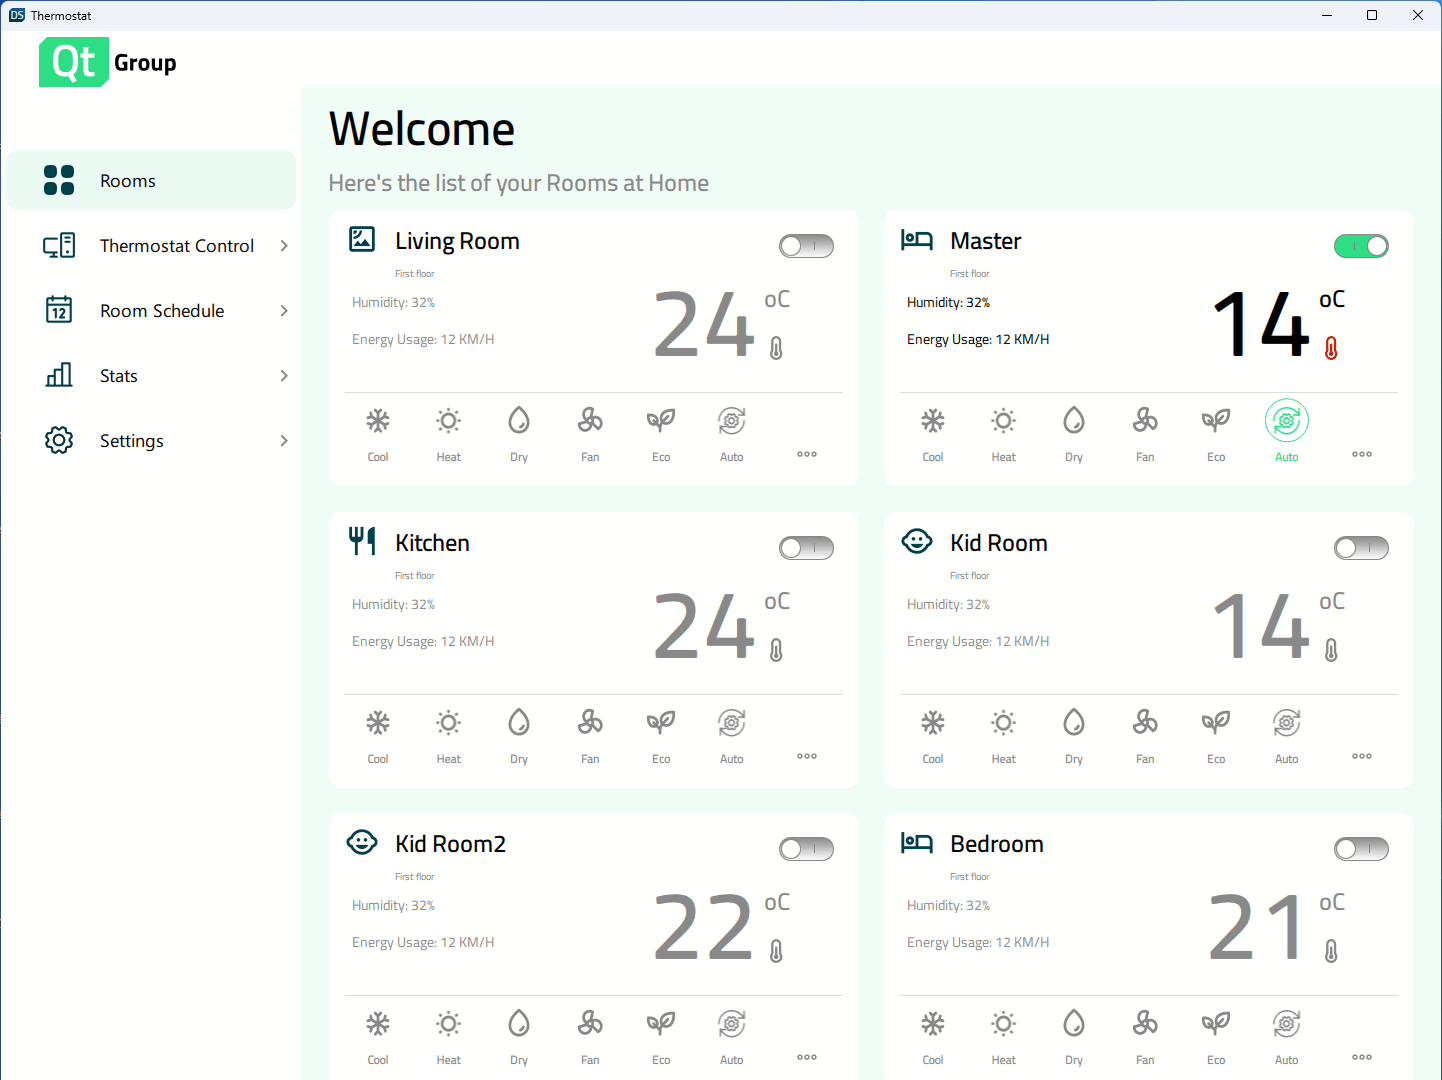 DS Thermostat
Qt Group
Rooms
Thermostat Control
12
Room Schedule
Stats
Settings
Welcome
Here's the list of your Rooms at Home
Living Room
First floor
Humidity: 32%
Energy Usage: 12 KM/H
24 oC
Cool Heat Dry Fan Eco Auto
Master
First floor
Humidity: 32%
Energy Usage: 12 KM/H
14 oC
Cool Heat Dry Fan Eco Auto
Kitchen
First floor
Humidity: 32%
Energy Usage: 12 KM/H
24 oC
Cool Heat Dry Fan Eco Auto
Kid Room
First floor
Humidity: 32%
Energy Usage: 12 KM/H
14 oC
Cool Heat Dry Fan Eco Auto
Kid Room2
First floor
Humidity: 32%
Energy Usage: 12 KM/H
22 oC
Cool Heat Dry Fan Eco Auto
Bedroom
First floor
Humidity: 32%
Energy Usage: 12 KM/H
21 oC
Cool Heat Dry Fan Eco Auto